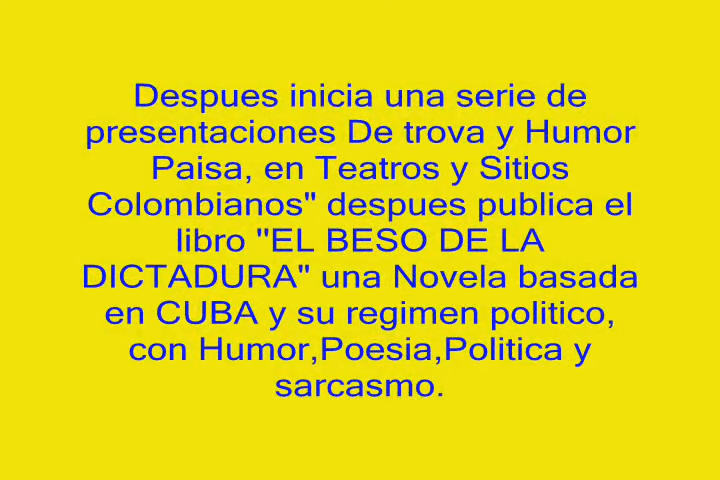 Despues inicia una serie de
presentaciones De trova y Humor
Paisa, en Teatros y Sitios
Colombianos" despues publica el
libro "EL BESO DE LA
DICTADURA" una Novela basada
en CUBA y su regimen politico,
con Humor,Poesia,Politica y
sarcasmo.